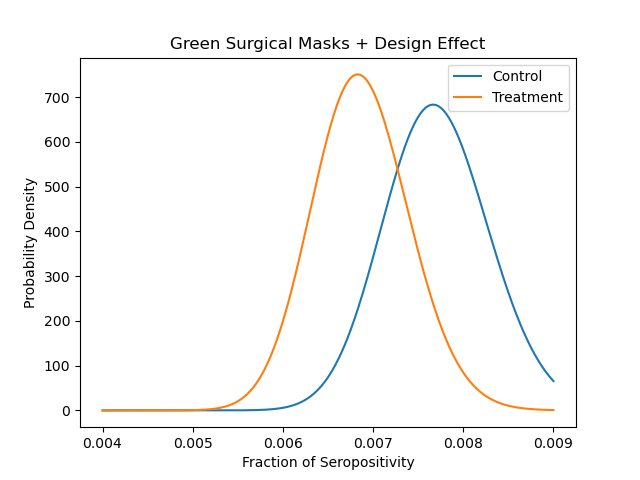 Green Surgical Masks + Design Effect
Control
Treatment
Probability Density
700
600
500
400
300
200
100
0
0.004 0.005 0.006 0.007 0.008 0.009
Fraction of Seropositivity